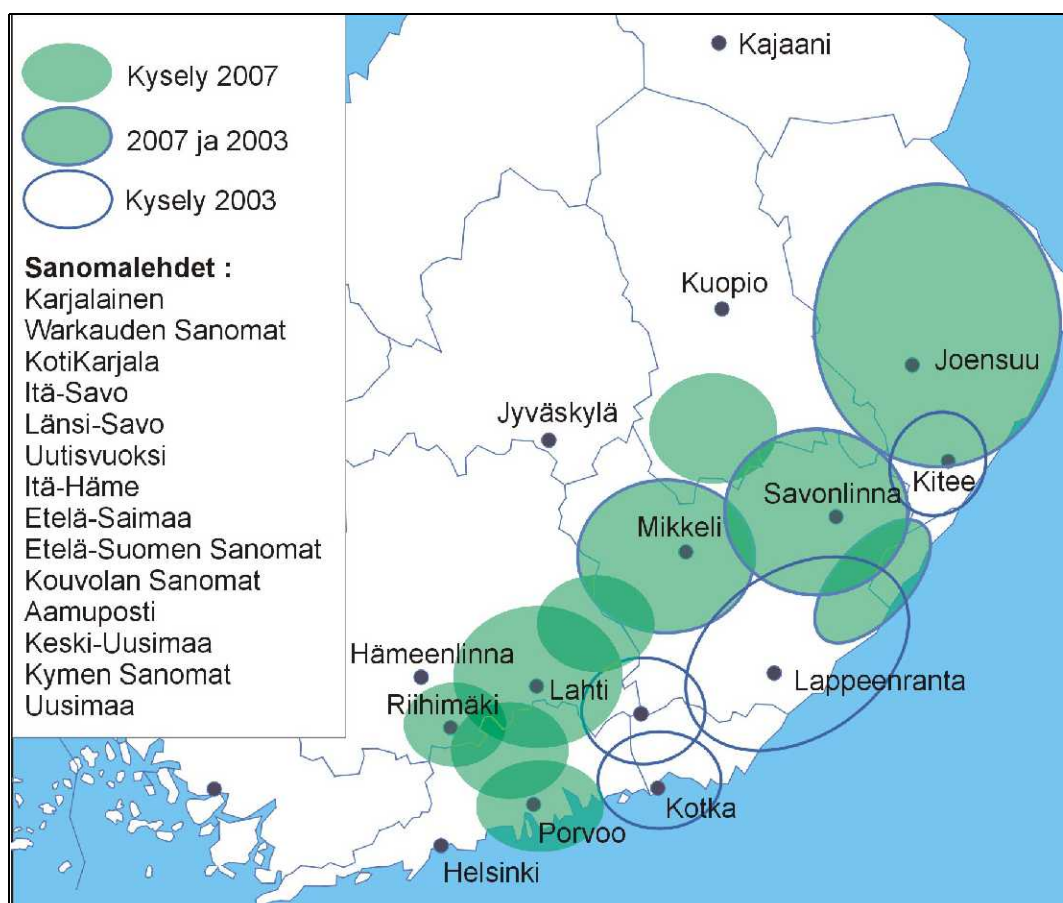 Kysely 2007
2007 ja 2003
Kysely 2003
Sanomalehdet :
Karjalainen
Warkauden Sanomat
KotiKarjala
Itä-Savo
Länsi-Savo
Uutisvuoksi
Itä-Häme
Etelä-Saimaa
Etelä-Suomen Sanomat
Kouvolan Sanomat
Aamuposti
Keski-Uusimaa
Kymen Sanomat
Uusimaa
Kajaani
Kuopio
Joensuu
Jyväskylä
Kitee
Savonlinna
Mikkeli
Hämeenlinna
Lappeenranta
Lahti
Riihimäki
Kotka
Porvoo
Helsinki